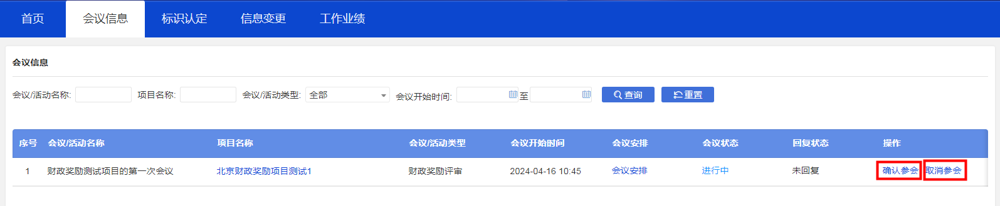 首页 会议信息 标识认定 信息变更 工作业绩
会议信息
会议/活动名称: 项目名称: 会议/活动类型: 全部 会议开始时间: 至 查询 重置
序号 会议/活动名称 项目名称 会议/活动类型 会议开始时间 会议安排 会议状态 回复状态 操作
1 财政奖励测试项目的第一次会议 北京财政奖励项目测试1 财政奖励评审 2024-04-16 10:45 会议安排 进行中 未回复 确认参会 取消参会